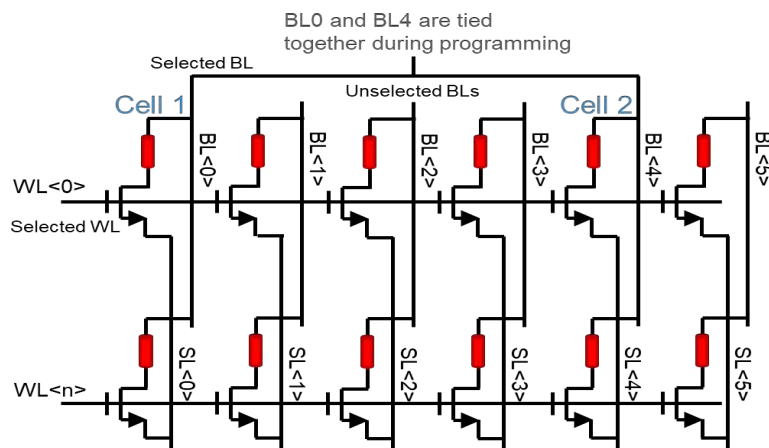 BL0 and BL4 are tied
together during programming
Selected BL
Cell 1
Unselected BLs
Cell 2
BL<0>
BL<1>
BL<2>
BL<3>
BL<4>
BL<5>
WL<0>
Selected WL
SL<0>
SL<1>
SL<2>
SL<3>
SL<4>
SL<5>
WL<n>